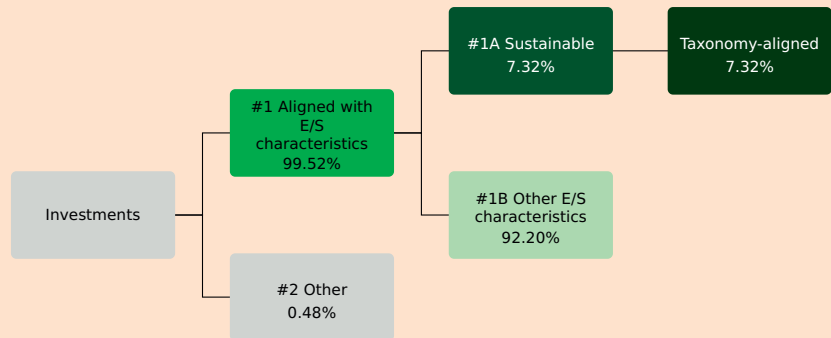 #1A Sustainable
7.32%
Taxonomy-aligned
7.32%
#1 Aligned with
E/S
characteristics
99.52%
Investments
#1B Other E/S
characteristics
92.20%
#2 Other
0.48%